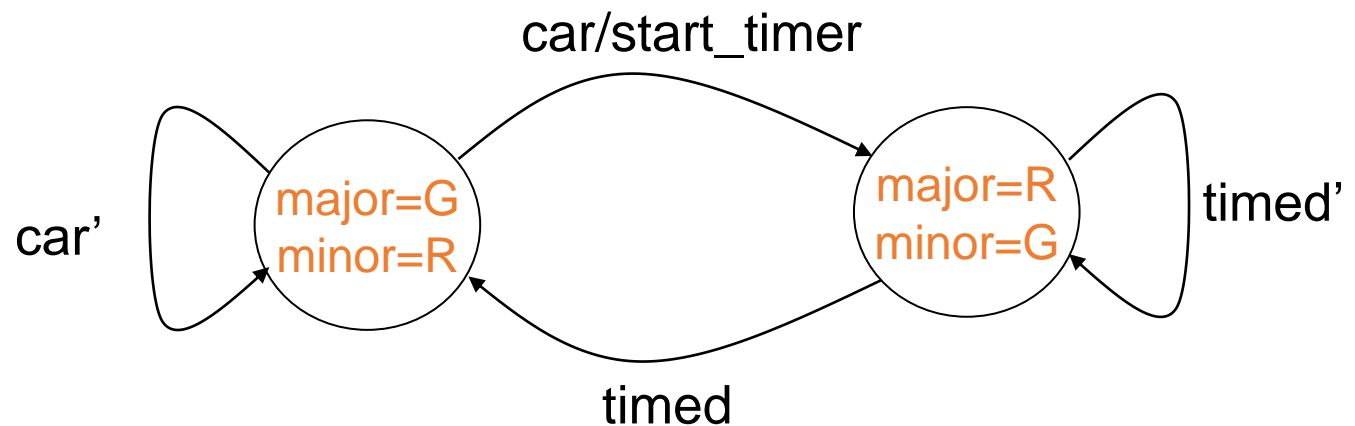 car/start_timer
car’
major=G
minor=R
major=R
minor=G
timed’
timed